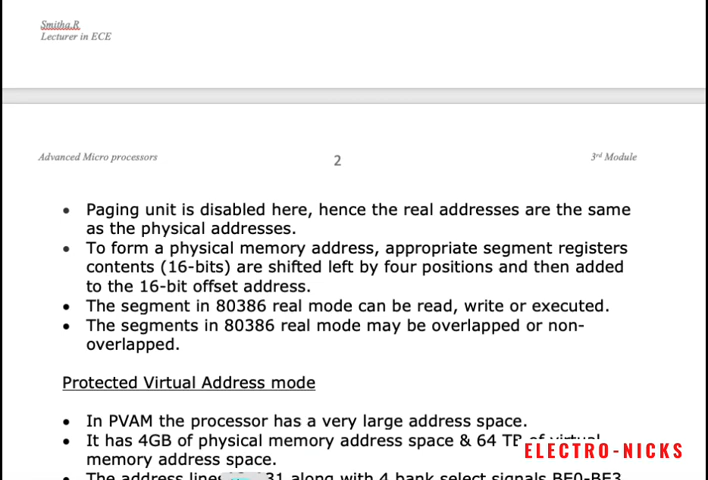 Smitha.R
Lecturer in ECE
Advanced Micro processors
2
3rd Module
• Paging unit is disabled here, hence the real addresses are the same
as the physical addresses.
• To form a physical memory address, appropriate segment registers
contents (16-bits) are shifted left by four positions and then added
to the 16-bit offset address.
• The segment in 80386 real mode can be read, write or executed.
• The segments in 80386 real mode may be overlapped or non-
overlapped.
Protected Virtual Address mode
• In PVAM the processor has a very large address space.
• It has 4GB of physical memory address space & 64 TB of virtual
memory address space.
• The address lines 31 along with 4 bank select signals BE0-BE3
ELECTRO-NICKS